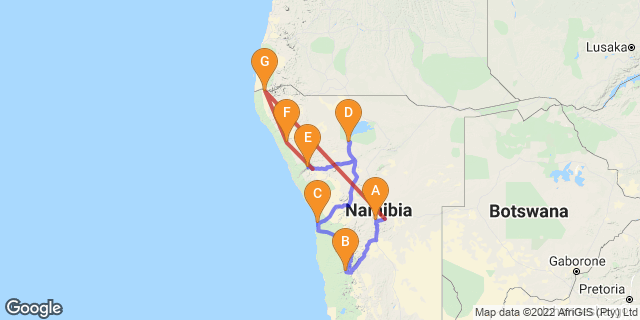 G
Lusaka
F
D
E
A
C
Namibia
Botswana
B
Gaborone
Pretoria
Google
Map data ©2022 AfriGIS (Pty) Ltd